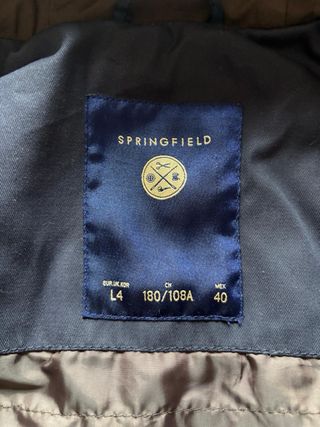 SPRINGFIELD
EUR.UK.KOR CN MEX
L4 180/108A 40